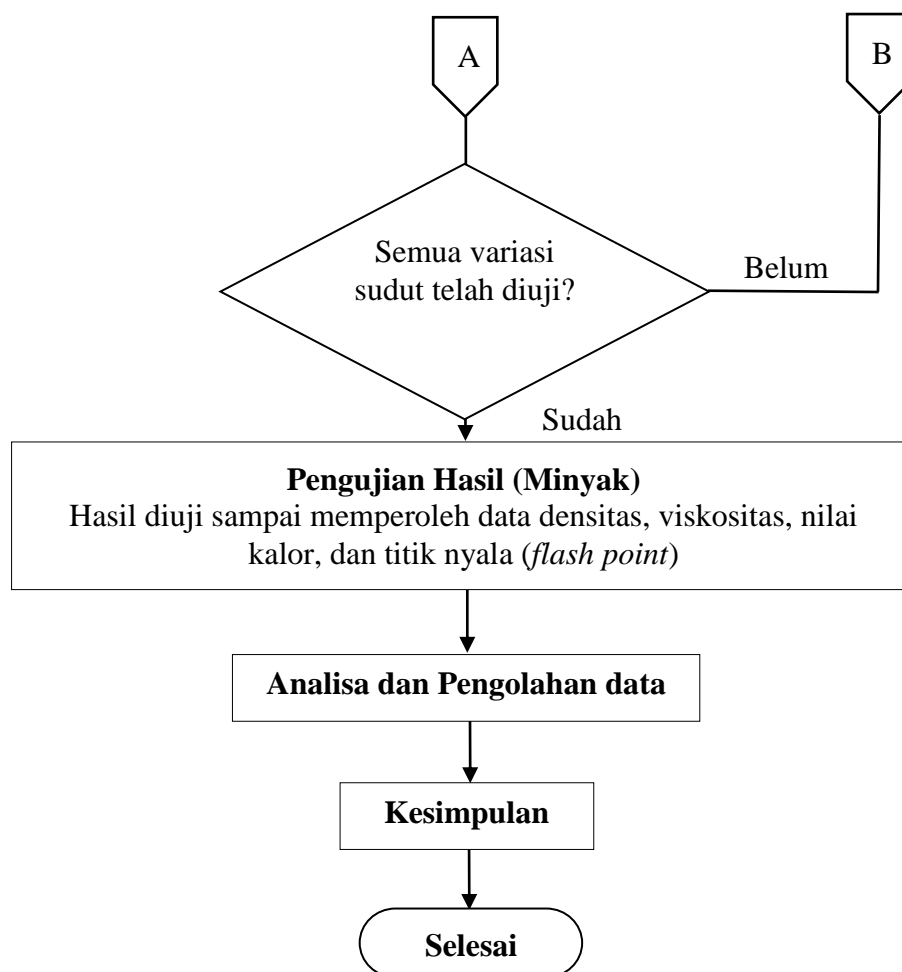 A
B
Semua variasi
sudut telah diuji?
Belum
Sudah
Pengujian Hasil (Minyak)
Hasil diuji sampai memperoleh data densitas, viskositas, nilai
kalor, dan titik nyala (flash point)
Analisa dan Pengolahan data
Kesimpulan
Selesai